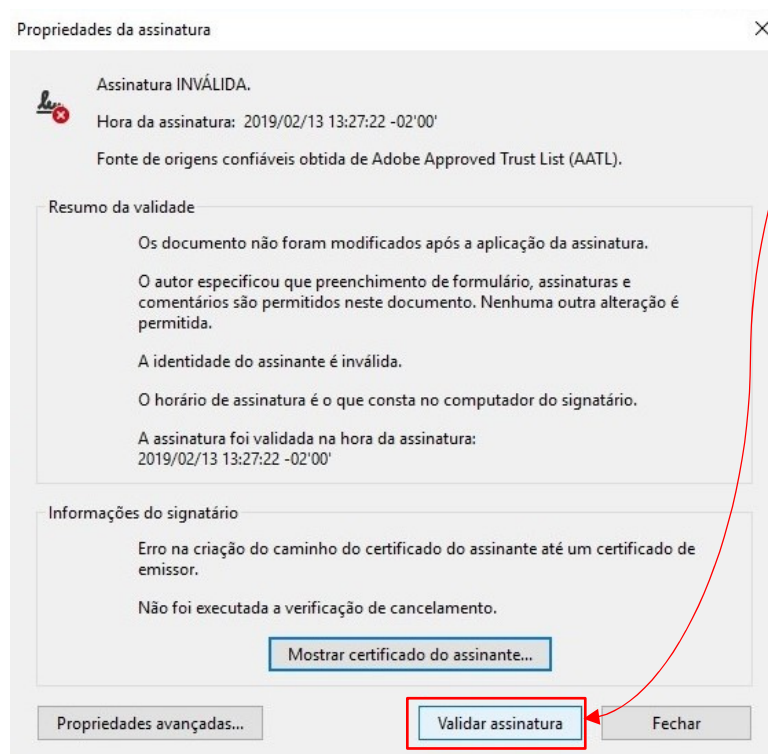 Propriedades da assinatura
Assinatura INVÁLIDA.
Hora da assinatura: 2019/02/13 13:27:22 -02'00'
Fonte de origens confiáveis obtida de Adobe Approved Trust List (AATL).
Resumo da validade
Os documento não foram modificados após a aplicação da assinatura.
O autor especificou que preenchimento de formulário, assinaturas e
comentários são permitidos neste documento. Nenhuma outra alteração é
permitida.
A identidade do assinante é inválida.
O horário de assinatura é o que consta no computador do signatário.
A assinatura foi validada na hora da assinatura:
2019/02/13 13:27:22 -02'00'
Informações do signatário
Erro na criação do caminho do certificado do assinante até um certificado de
emissor.
Não foi executada a verificação de cancelamento.
Mostrar certificado do assinante...
Propriedades avançadas...
Validar assinatura
Fechar